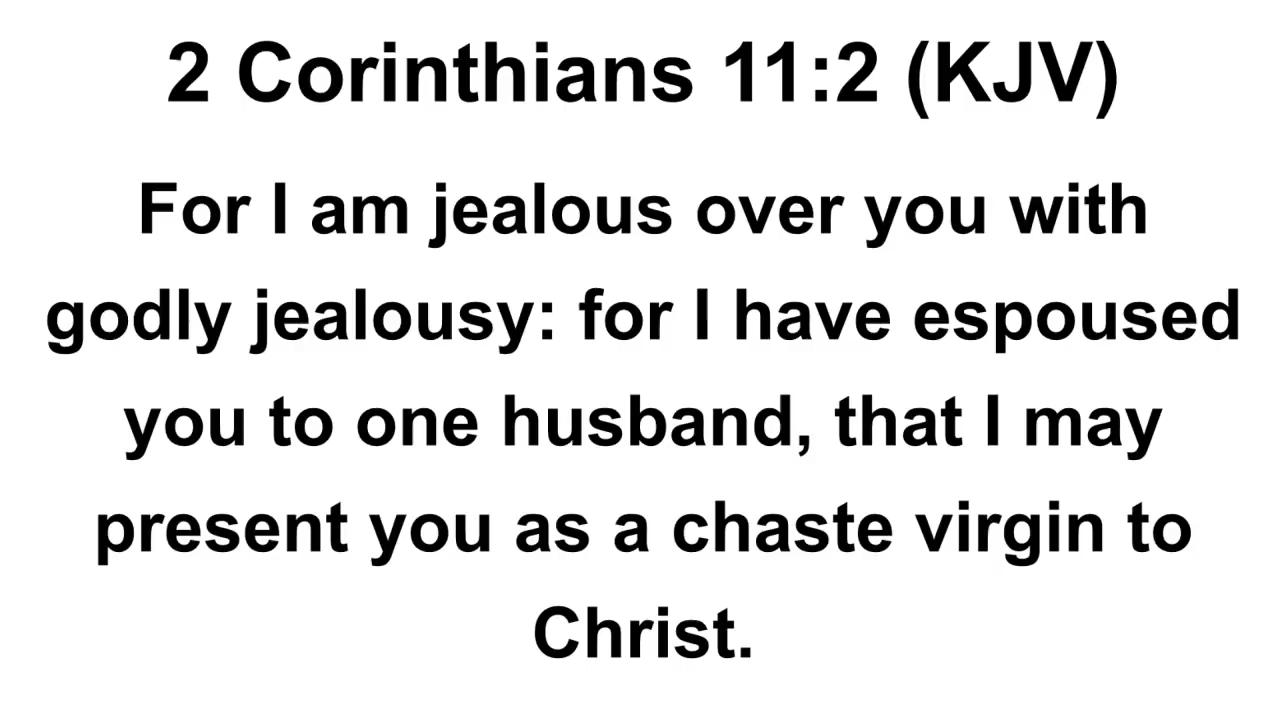 2 Corinthians 11:2 (KJV)
For I am jealous over you with
godly jealousy: for I have espoused
you to one husband, that I may
present you as a chaste virgin to
Christ.